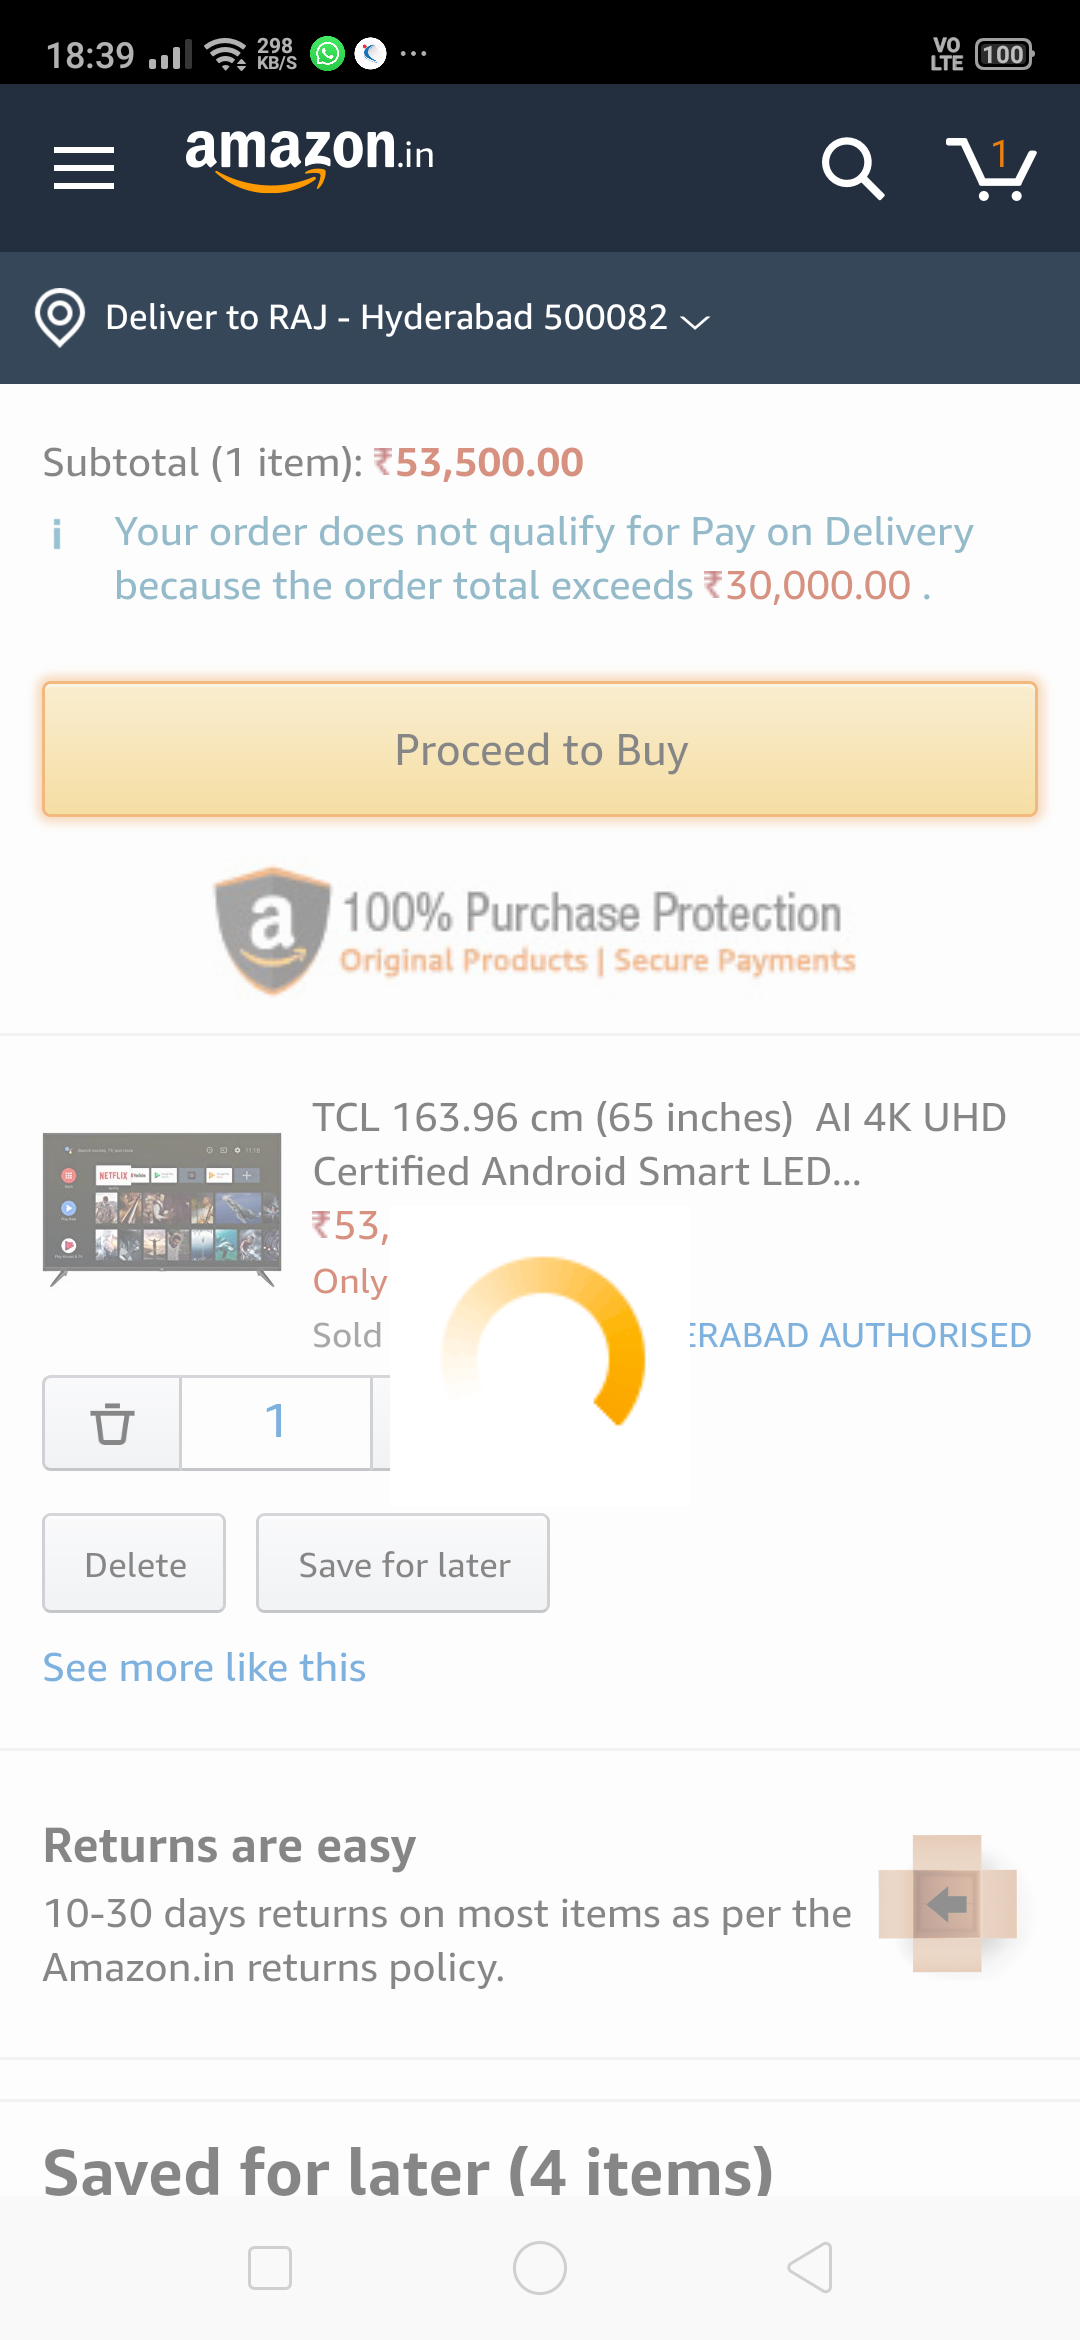 18:39 298 KB/S VO LTE 100
amazon.in 1
Deliver to RAJ - Hyderabad 500082
Subtotal (1 item): ₹53,500.00
i Your order does not qualify for Pay on Delivery
because the order total exceeds ₹30,000.00 .
Proceed to Buy
a 100% Purchase Protection
Original Products | Secure Payments
TCL 163.96 cm (65 inches) AI 4K UHD
Certified Android Smart LED...
NETFLIX
₹53,
Only
Sold ERABAD AUTHORISED
1
Delete Save for later
See more like this
Returns are easy
10-30 days returns on most items as per the
Amazon.in returns policy.
Saved for later (4 items)